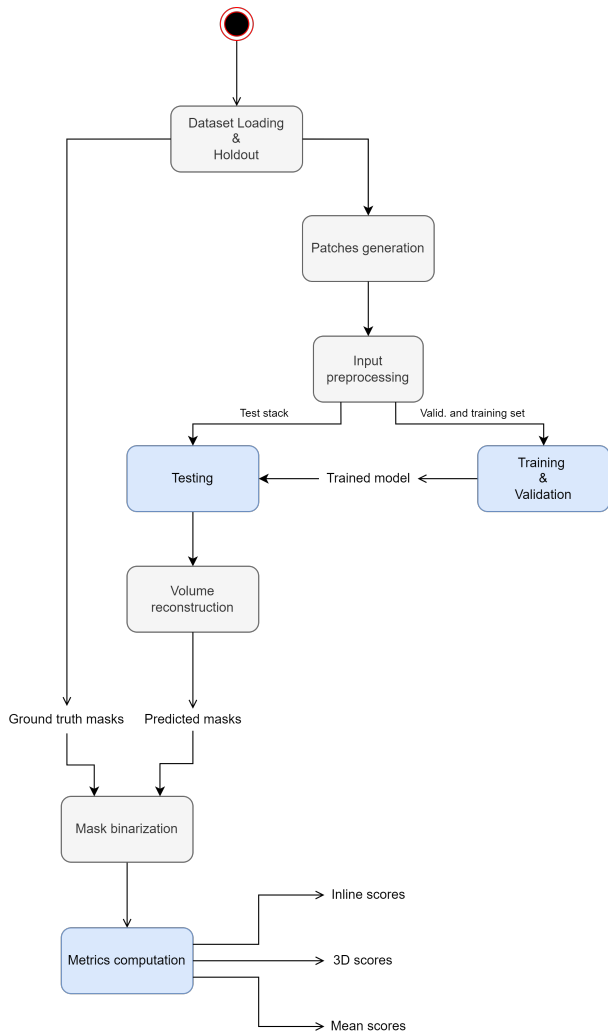 Dataset Loading
&
Holdout
Patches generation
Input
preprocessing
Test stack
Valid. and training set
Testing
Trained model
Training
&
Validation
Volume
reconstruction
Ground truth masks
Predicted masks
Mask binarization
Inline scores
Metrics computation
3D scores
Mean scores